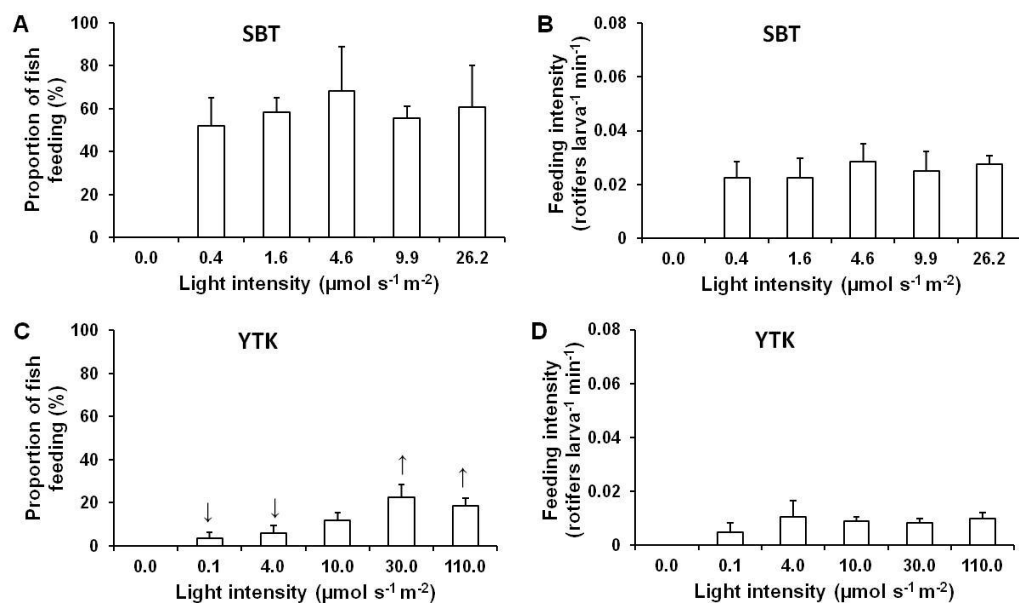 A
SBT
Proportion of fish
feeding (%)
100
80
60
40
20
0
0.0 0.4 1.6 4.6 9.9 26.2
Light intensity (µmol s⁻¹ m⁻²)
B
SBT
Feeding intensity
(rotifers larva⁻¹ min⁻¹)
0.08
0.06
0.04
0.02
0
0.0 0.4 1.6 4.6 9.9 26.2
Light intensity (µmol s⁻¹ m⁻²)
C
YTK
Proportion of fish
feeding (%)
100
80
60
40
20
0
↓ ↓ ↑ ↑
0.0 0.1 4.0 10.0 30.0 110.0
Light intensity (µmol s⁻¹ m⁻²)
D
YTK
Feeding intensity
(rotifers larva⁻¹ min⁻¹)
0.08
0.06
0.04
0.02
0
0.0 0.1 4.0 10.0 30.0 110.0
Light intensity (µmol s⁻¹ m⁻²)